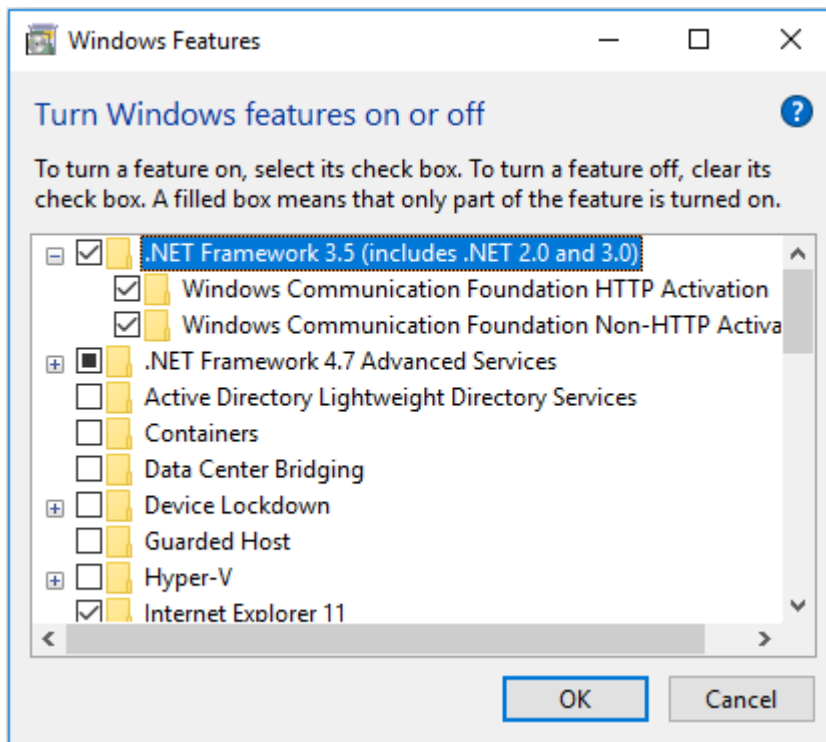 Windows Features
Turn Windows features on or off
To turn a feature on, select its check box. To turn a feature off, clear its
check box. A filled box means that only part of the feature is turned on.
.NET Framework 3.5 (includes .NET 2.0 and 3.0)
Windows Communication Foundation HTTP Activation
Windows Communication Foundation Non-HTTP Activa
.NET Framework 4.7 Advanced Services
Active Directory Lightweight Directory Services
Containers
Data Center Bridging
Device Lockdown
Guarded Host
Hyper-V
Internet Explorer 11
OK Cancel